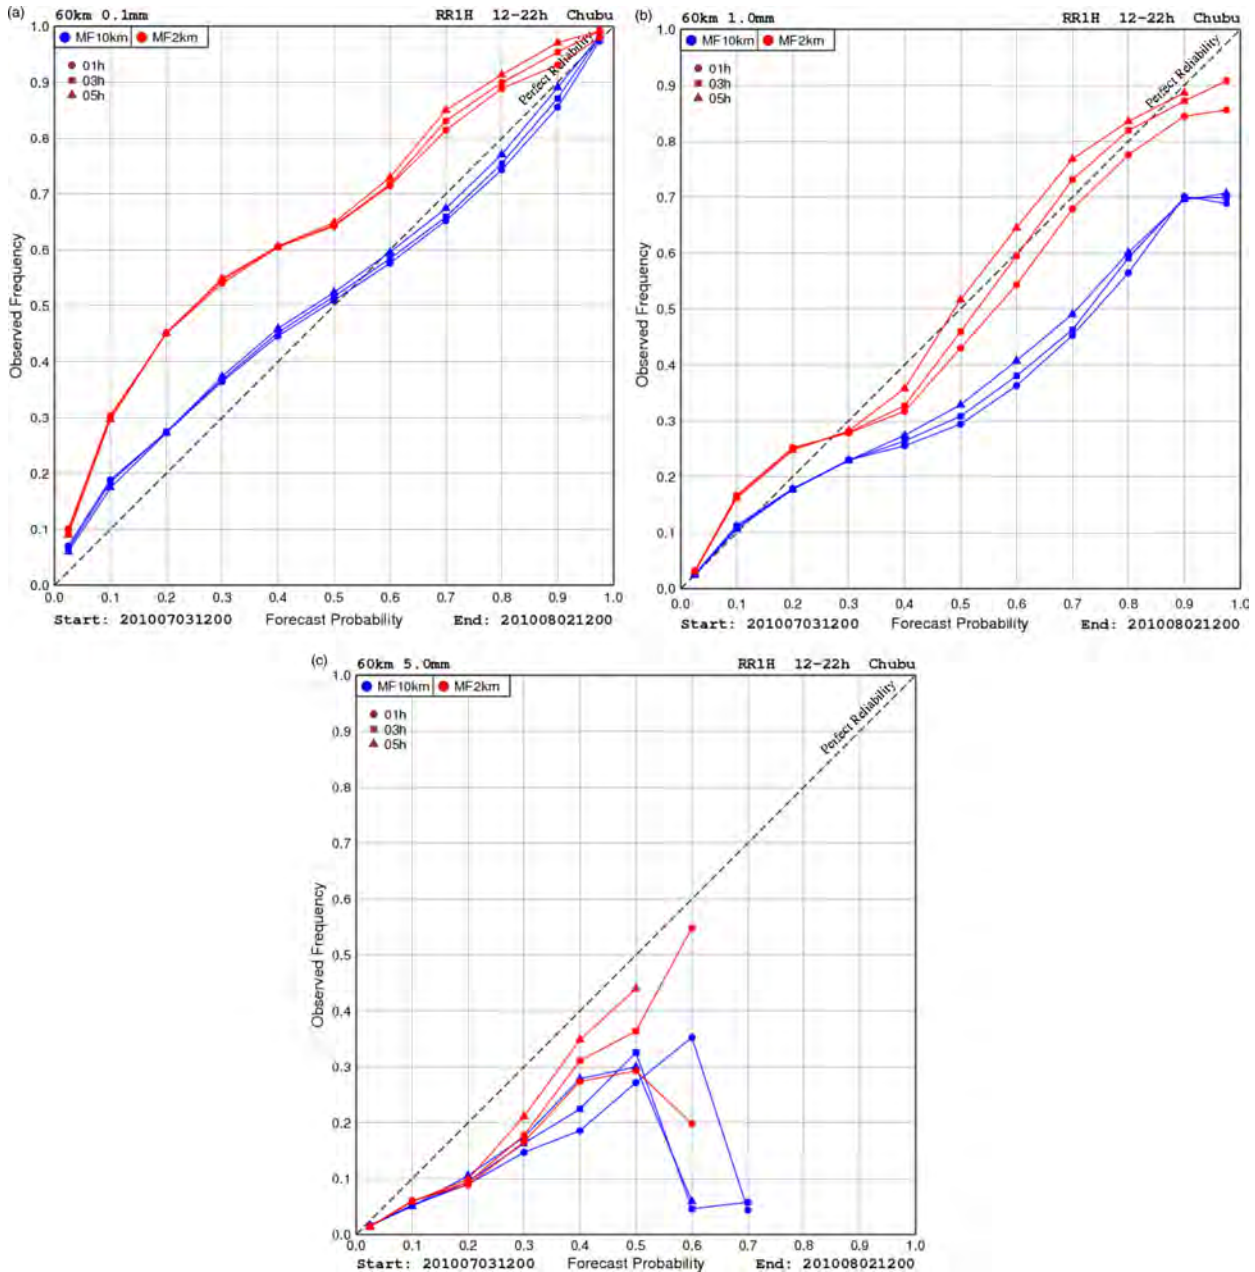 (a)
60km 0.1mm RR1H 12-22h Chubu
MF10km MF2km
01h
03h
05h
Perfect Reliability
1.0
0.9
0.8
0.7
0.6
0.5
0.4
0.3
0.2
0.1
0.0
Observed Frequency
0.0 0.1 0.2 0.3 0.4 0.5 0.6 0.7 0.8 0.9 1.0
Start: 201007031200 Forecast Probability End: 201008021200
(b)
60km 1.0mm RR1H 12-22h Chubu
MF10km MF2km
01h
03h
05h
Perfect Reliability
1.0
0.9
0.8
0.7
0.6
0.5
0.4
0.3
0.2
0.1
0.0
Observed Frequency
0.0 0.1 0.2 0.3 0.4 0.5 0.6 0.7 0.8 0.9 1.0
Start: 201007031200 Forecast Probability End: 201008021200
(c)
60km 5.0mm RR1H 12-22h Chubu
MF10km MF2km
01h
03h
05h
Perfect Reliability
1.0
0.9
0.8
0.7
0.6
0.5
0.4
0.3
0.2
0.1
0.0
Observed Frequency
0.0 0.1 0.2 0.3 0.4 0.5 0.6 0.7 0.8 0.9 1.0
Start: 201007031200 Forecast Probability End: 201008021200